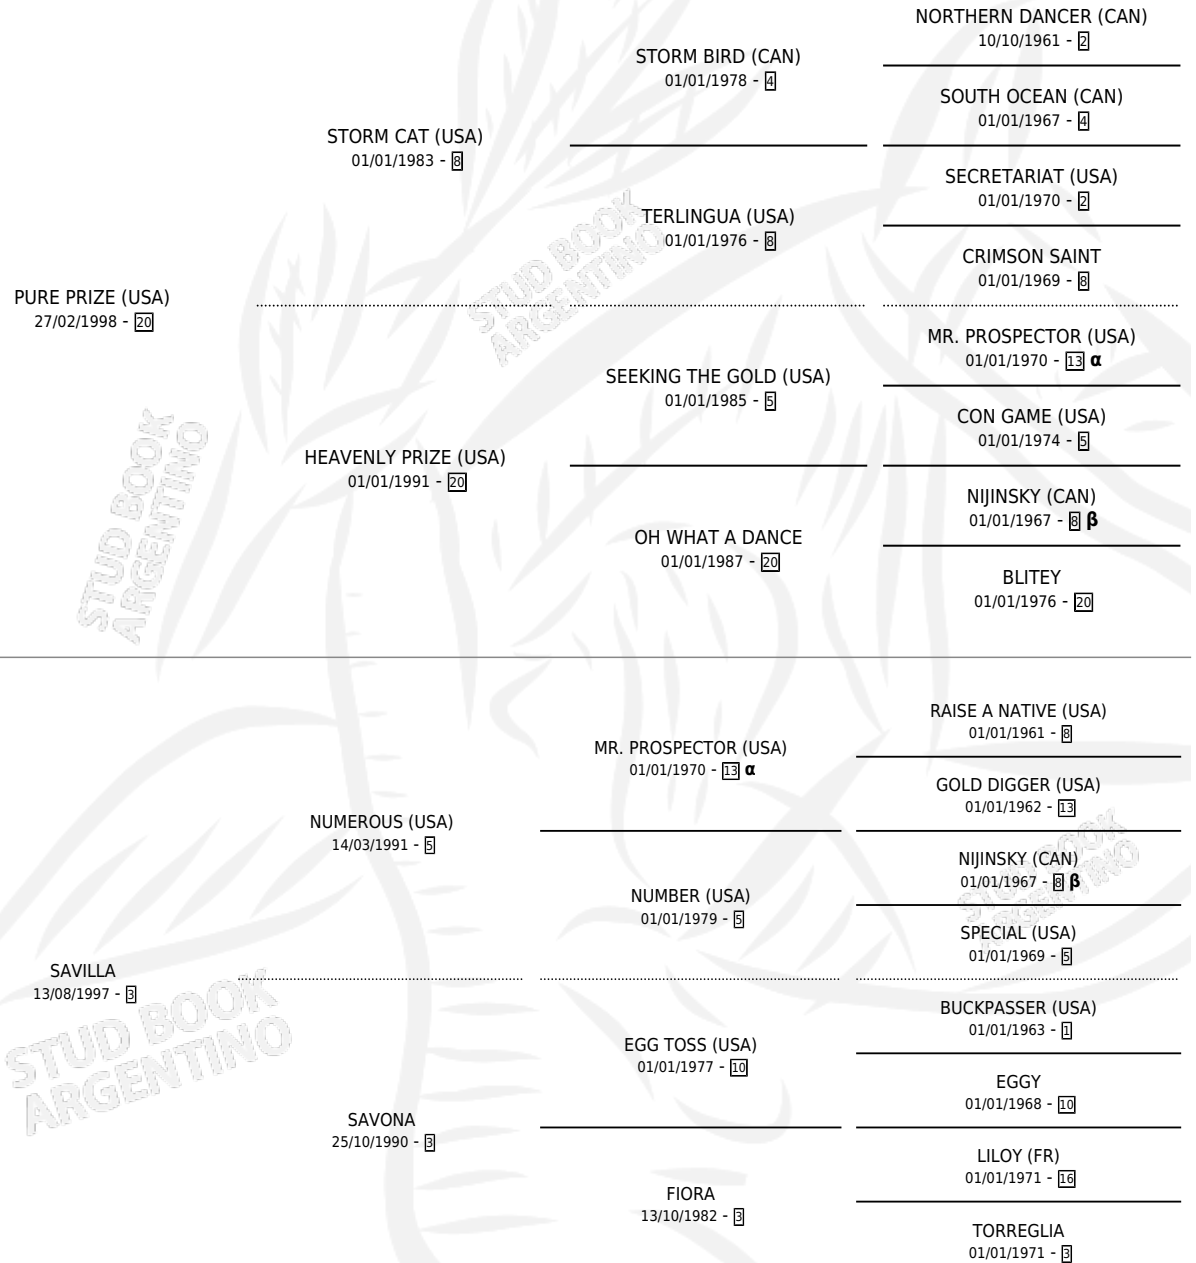 NORTHERN DANCER (CAN)
10/10/1961 - 2
STORM BIRD (CAN)
01/01/1978 - 4
SOUTH OCEAN (CAN)
01/01/1967 - 4
STORM CAT (USA)
01/01/1983 - 8
SECRETARIAT (USA)
01/01/1970 - 2
TERLINGUA (USA)
01/01/1976 - 8
CRIMSON SAINT
01/01/1969 - 8
PURE PRIZE (USA)
27/02/1998 - 20
MR. PROSPECTOR (USA)
01/01/1970 - 13 α
SEEKING THE GOLD (USA)
01/01/1985 - 5
CON GAME (USA)
01/01/1974 - 5
HEAVENLY PRIZE (USA)
01/01/1991 - 20
NIJINSKY (CAN)
01/01/1967 - 8 β
OH WHAT A DANCE
01/01/1987 - 20
BLITEY
01/01/1976 - 20
RAISE A NATIVE (USA)
01/01/1961 - 8
MR. PROSPECTOR (USA)
01/01/1970 - 13 α
GOLD DIGGER (USA)
01/01/1962 - 13
NUMEROUS (USA)
14/03/1991 - 5
NIJINSKY (CAN)
01/01/1967 - 8 β
NUMBER (USA)
01/01/1979 - 5
SPECIAL (USA)
01/01/1969 - 5
SAVILLA
13/08/1997 - 3
BUCKPASSER (USA)
01/01/1963 - 1
EGG TOSS (USA)
01/01/1977 - 10
EGGY
01/01/1968 - 10
SAVONA
25/10/1990 - 3
LILOY (FR)
01/01/1971 - 16
FIORA
13/10/1982 - 3
TORREGLIA
01/01/1971 - 3
STUD BOOK
ARGENTINO
STUD BOOK
ARGENTINO
STUD BOOK
ARGENTINO
STUD BOOK
ARGENTINO